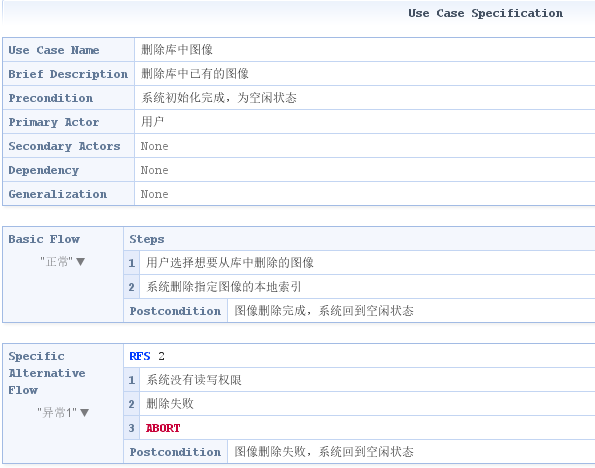 Use Case Specification
Use Case Name 删除库中图像
Brief Description 删除库中已有的图像
Precondition 系统初始化完成，为空闲状态
Primary Actor 用户
Secondary Actors None
Dependency None
Generalization None
Basic Flow Steps
"正常" ▼
1 用户选择想要从库中删除的图像
2 系统删除指定图像的本地索引
Postcondition 图像删除完成，系统回到空闲状态
Specific Alternative Flow RFS 2
"异常1" ▼
1 系统没有读写权限
2 删除失败
3 ABORT
Postcondition 图像删除失败，系统回到空闲状态